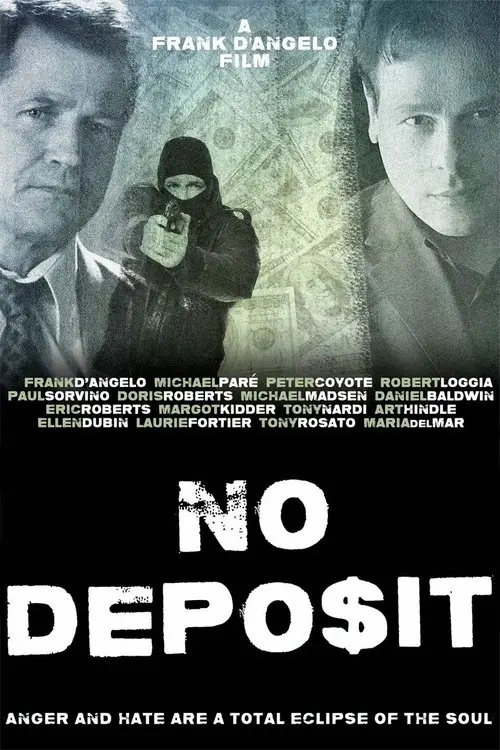 A
FRANK D'ANGELO
FILM
FRANKD'ANGELO MICHAELPARÉ PETERCOYOTE ROBERTLOGGIA
PAULSORVINO DORISROBERTS MICHAELMADSEN DANIELBALDWIN
ERICROBERTS MARGOTKIDDER TONYNARDI ARTHINDLE
ELLENDUBIN LAURIEFORTIER TONYROSATO MARIADELMAR
NO
DEPO$IT
ANGER AND HATE ARE A TOTAL ECLIPSE OF THE SOUL